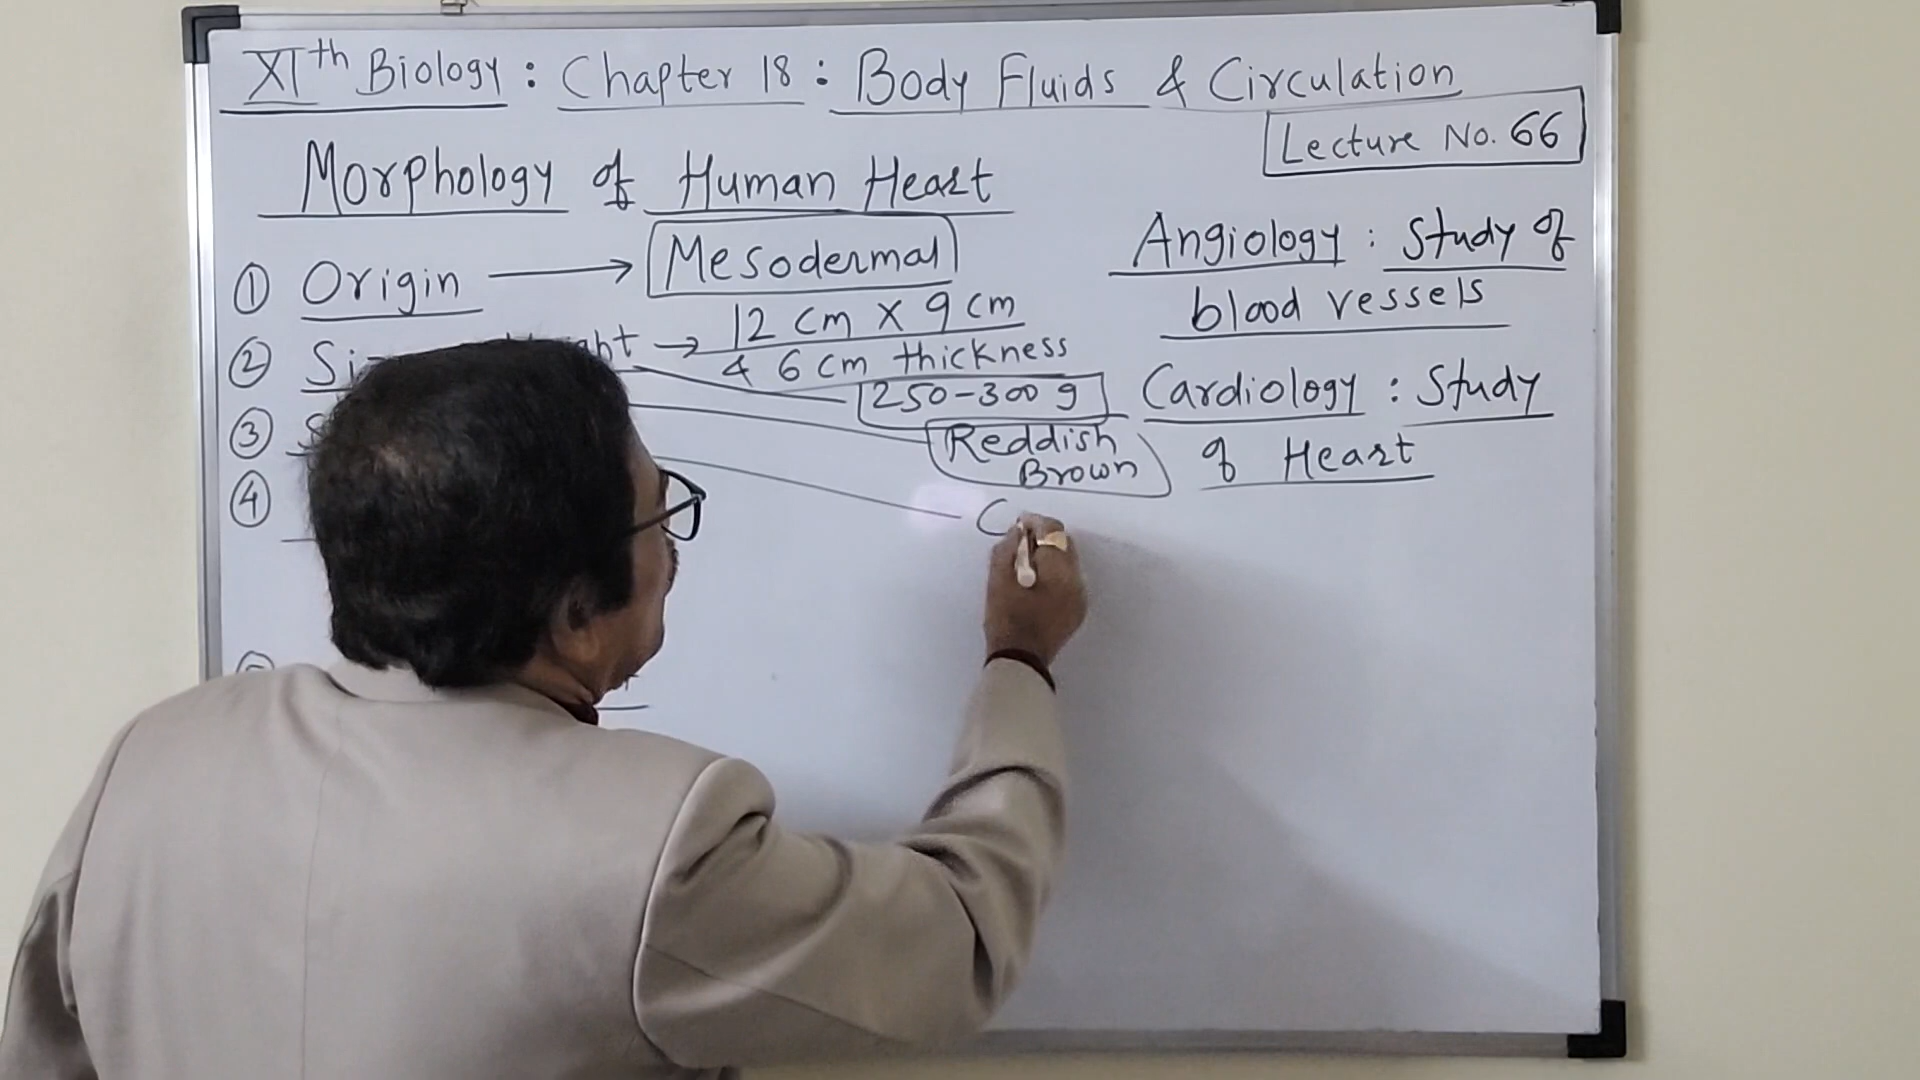 XIth Biology : Chapter 18 : Body Fluids & Circulation
Lecture No. 66
Morphology of Human Heart
① Origin → Mesodermal
② → 12 cm x 9 cm
& 6 cm thickness
250-300 g
③ Reddish
Brown
④ C
Angiology : Study of
blood vessels
Cardiology : Study
of Heart